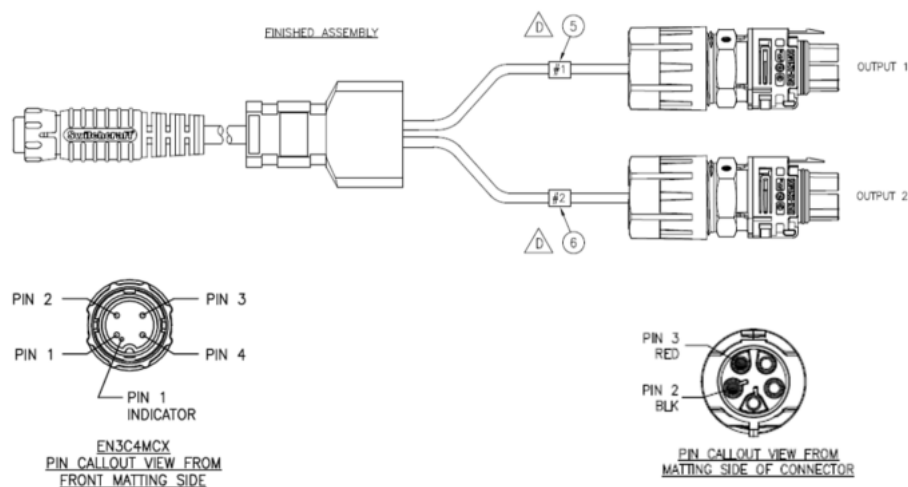 FINISHED ASSEMBLY
D 5
#1
OUTPUT 1
Switchcraft
#2
OUTPUT 2
D 6
PIN 2
PIN 3
PIN 1
PIN 4
PIN 1
INDICATOR
EN3C4MCX
PIN CALLOUT VIEW FROM
FRONT MATTING SIDE
PIN 3
RED
PIN 2
BLK
PIN CALLOUT VIEW FROM
MATTING SIDE OF CONNECTOR